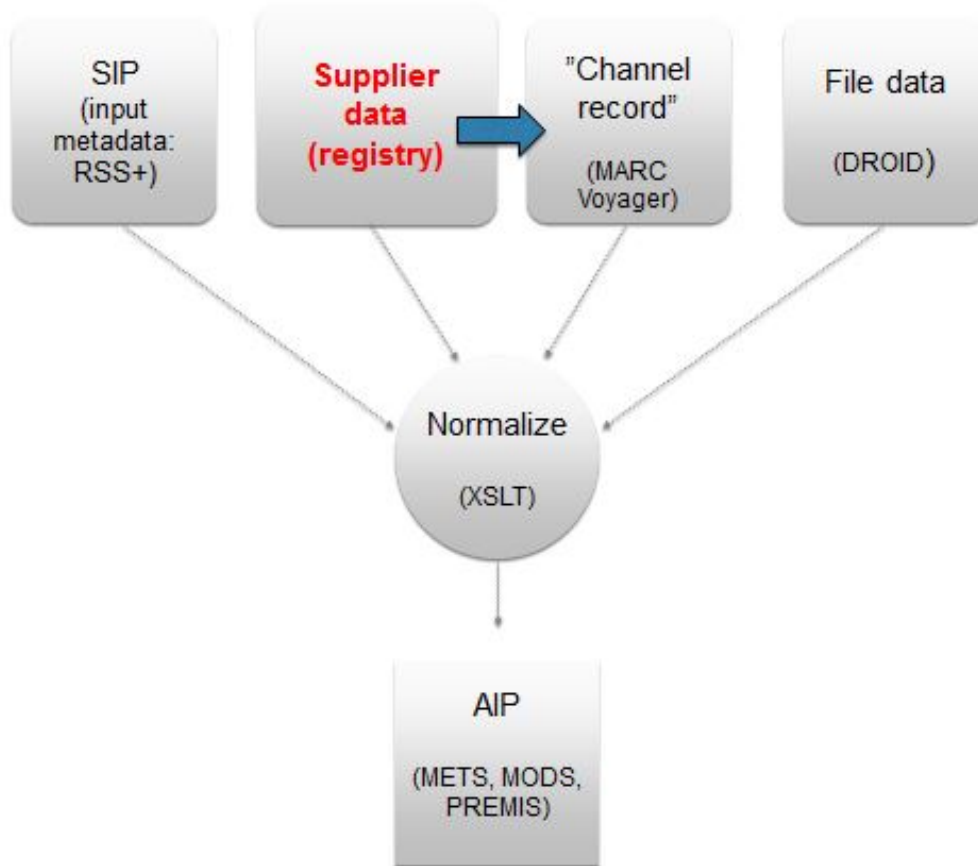 SIP
(input
metadata:
RSS+)
Supplier
data
(registry)
”Channel
record”
(MARC
Voyager)
File data
(DROID)
Normalize
(XSLT)
AIP
(METS, MODS,
PREMIS)